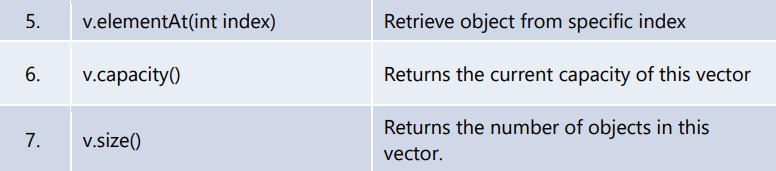 5. v.elementAt(int index) Retrieve object from specific index
6. v.capacity() Returns the current capacity of this vector
7. v.size() Returns the number of objects in this
vector.